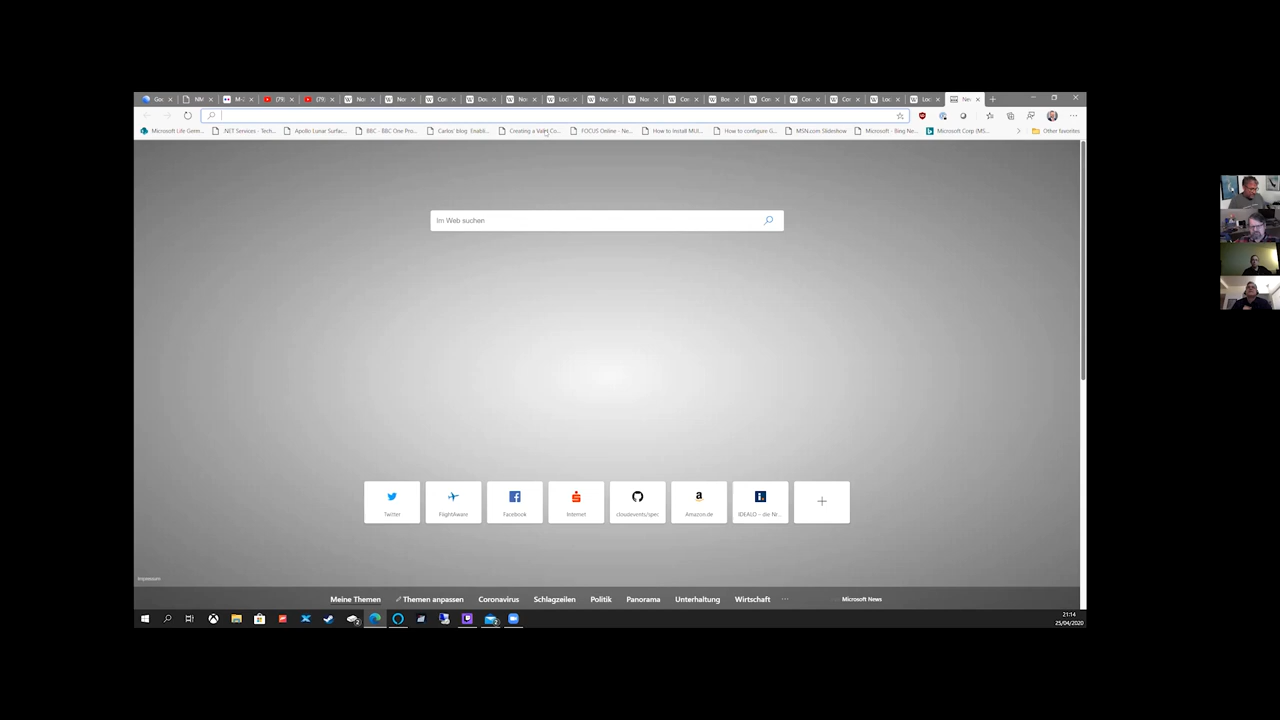 Microsoft Life Germ...
.NET Services - Tech...
Apollo Lunar Surfac...
BBC - BBC One Pro...
Carlos' blog Enabli...
Creating a Valid Co...
FOCUS Online - Ne...
How to Install MUI...
How to configure G...
MSN.com Slideshow
Microsoft - Bing Ne...
Microsoft Corp (MS...
Other favorites
Im Web suchen
Twitter
FlightAware
Facebook
Internet
cloudevents/spec
Amazon.de
IDEALO – die Nr...
Impressum
Meine Themen
Themen anpassen
Coronavirus
Schlagzeilen
Politik
Panorama
Unterhaltung
Wirtschaft
...
Microsoft News
21:14
25/04/2020